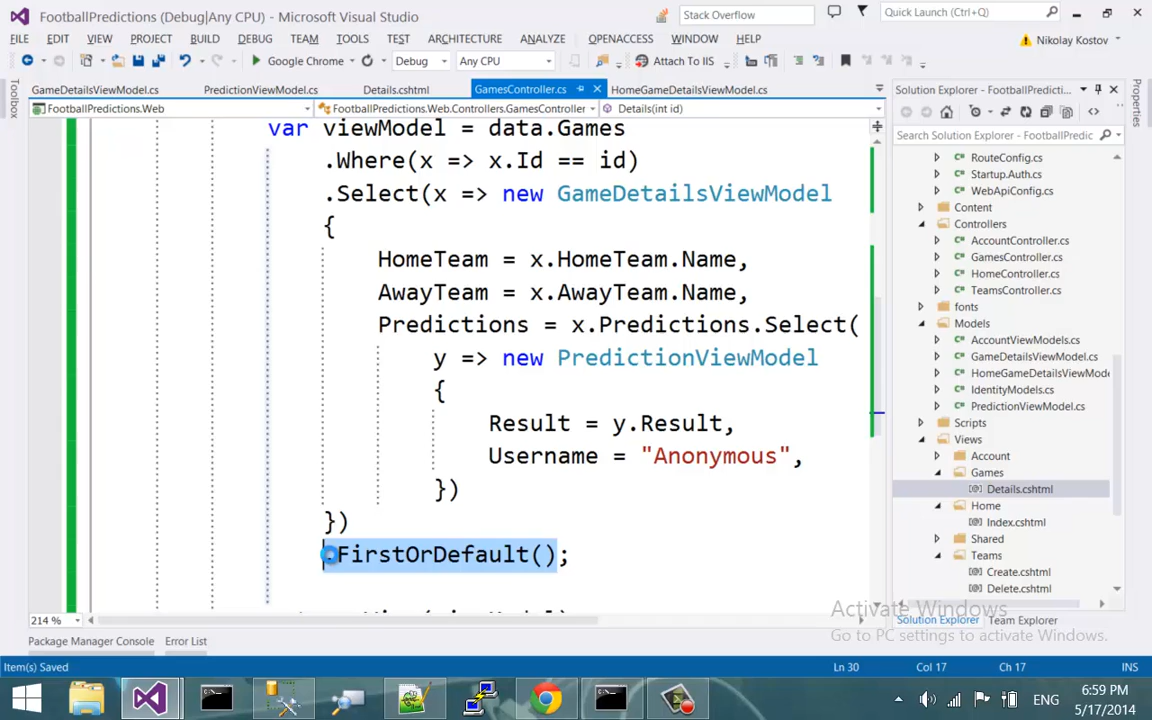 FootballPredictions (Debug|Any CPU) - Microsoft Visual Studio
Stack Overflow
Quick Launch (Ctrl+Q)
FILE EDIT VIEW PROJECT BUILD DEBUG TEAM TOOLS TEST ARCHITECTURE ANALYZE OPENACCESS WINDOW HELP
Nikolay Kostov
Google Chrome
Debug
Any CPU
Attach To IIS
Toolbox
GameDetailsViewModel.cs PredictionViewModel.cs Details.cshtml GamesController.cs HomeGameDetailsViewModel.cs
FootballPredictions.Web
FootballPredictions.Web.Controllers.GamesController
Details(int id)
var viewModel = data.Games
.Where(x => x.Id == id)
.Select(x => new GameDetailsViewModel
{
HomeTeam = x.HomeTeam.Name,
AwayTeam = x.AwayTeam.Name,
Predictions = x.Predictions.Select(
y => new PredictionViewModel
{
Result = y.Result,
Username = "Anonymous",
})
})
.FirstOrDefault();
Solution Explorer - FootballPredicti...
Search Solution Explorer - FootballPredic
RouteConfig.cs
Startup.Auth.cs
WebApiConfig.cs
Content
Controllers
AccountController.cs
GamesController.cs
HomeController.cs
TeamsController.cs
fonts
Models
AccountViewModels.cs
GameDetailsViewModel.cs
HomeGameDetailsViewMode
IdentityModels.cs
PredictionViewModel.cs
Scripts
Views
Account
Games
Details.cshtml
Home
Index.cshtml
Shared
Teams
Create.cshtml
Delete.cshtml
Properties
Solution Explorer Team Explorer
Activate Windows
Go to PC settings to activate Windows.
214 %
Package Manager Console Error List
Item(s) Saved
Ln 30
Col 17
Ch 17
INS
ENG
6:59 PM
5/17/2014